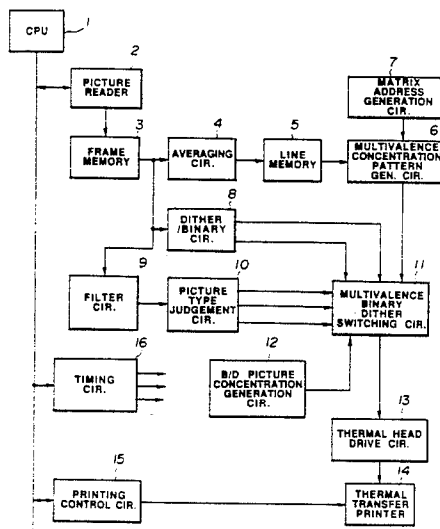 1
CPU
2
PICTURE
READER
3
FRAME
MEMORY
4
AVERAGING
CIR.
5
LINE
MEMORY
7
MATRIX
ADDRESS
GENERATION
CIR.
6
MULTIVALENCE
CONCENTRATION
PATTERN
GEN. CIR.
8
DITHER
/BINARY CIR.
9
FILTER
CIR.
10
PICTURE
TYPE
JUDGEMENT
CIR.
11
MULTIVALENCE
BINARY
DITHER
SWITCHING CIR.
16
TIMING
CIR.
12
B/D PICTURE
CONCENTRATION
GENERATION
CIR.
13
THERMAL HEAD
DRIVE CIR.
15
PRINTING
CONTROL CIR.
14
THERMAL
TRANSFER
PRINTER